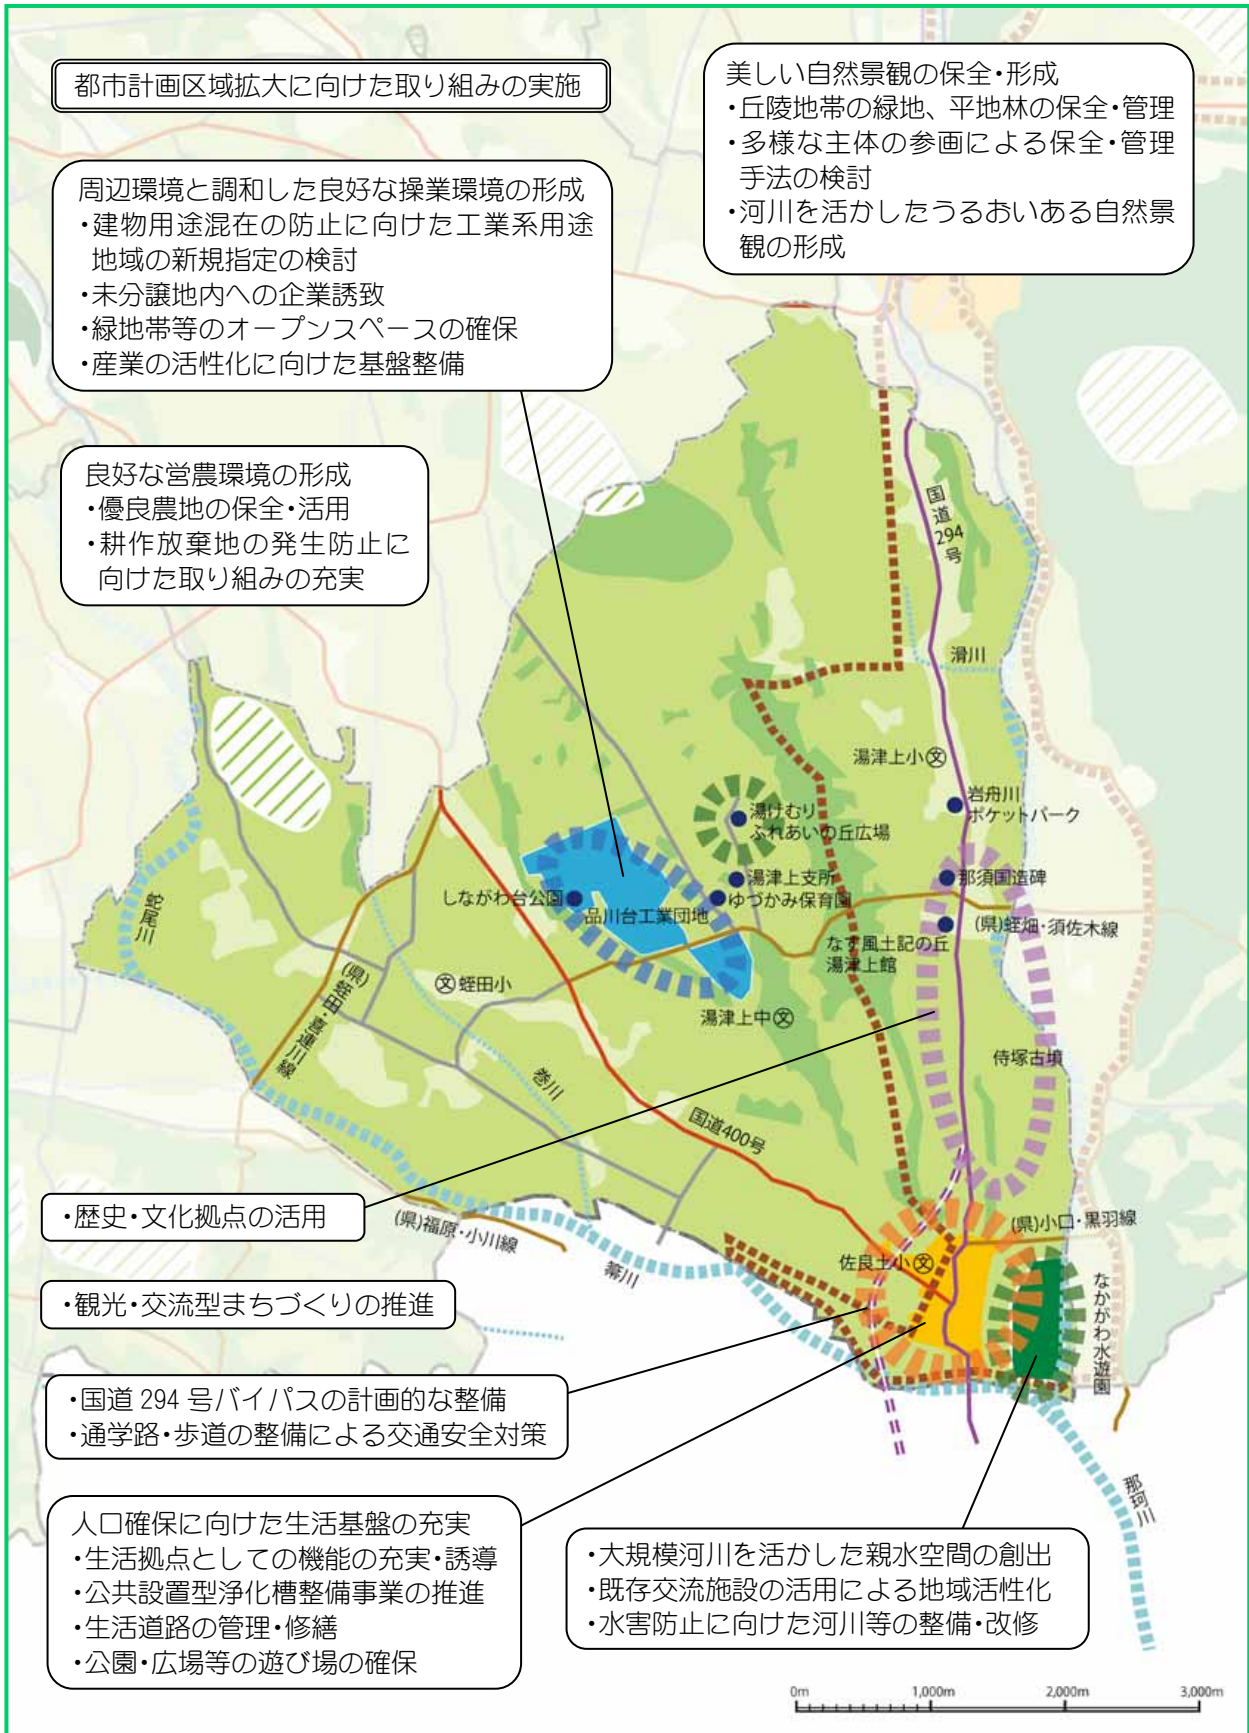 都市計画区域拡大に向けた取り組みの実施
美しい自然景観の保全・形成
・丘陵地帯の緑地、平地林の保全・管理
・多様な主体の参画による保全・管理
手法の検討
・河川を活かしたうるおいある自然景
観の形成
周辺環境と調和した良好な操業環境の形成
・建物用途混在の防止に向けた工業系用途
地域の新規指定の検討
・未分譲地内への企業誘致
・緑地帯等のオープンスペースの確保
・産業の活性化に向けた基盤整備
良好な営農環境の形成
・優良農地の保全・活用
・耕作放棄地の発生防止に
向けた取り組みの充実
国道294号
滑川
湯津上小 文
岩舟川
ポケットパーク
湯けむり
ふれあいの丘広場
湯津上支所
那須国造碑
しながわ台公園
ゆづかみ保育園
品川台工業団地
(県)蛭畑・須佐木線
なす風土記の丘
湯津上館
蛇尾川
(県)蛭田・喜連川線
文 蛭田小
湯津上中 文
侍塚古墳
巻川
国道400号
・歴史・文化拠点の活用
(県)福原・小川線
(県)小口・黒羽線
箒川
佐良土小 文
なかがわ水遊園
・観光・交流型まちづくりの推進
・国道 294 号バイパスの計画的な整備
・通学路・歩道の整備による交通安全対策
那珂川
人口確保に向けた生活基盤の充実
・生活拠点としての機能の充実・誘導
・公共設置型浄化槽整備事業の推進
・生活道路の管理・修繕
・公園・広場等の遊び場の確保
・大規模河川を活かした親水空間の創出
・既存交流施設の活用による地域活性化
・水害防止に向けた河川等の整備・改修
0m 1,000m 2,000m 3,000m